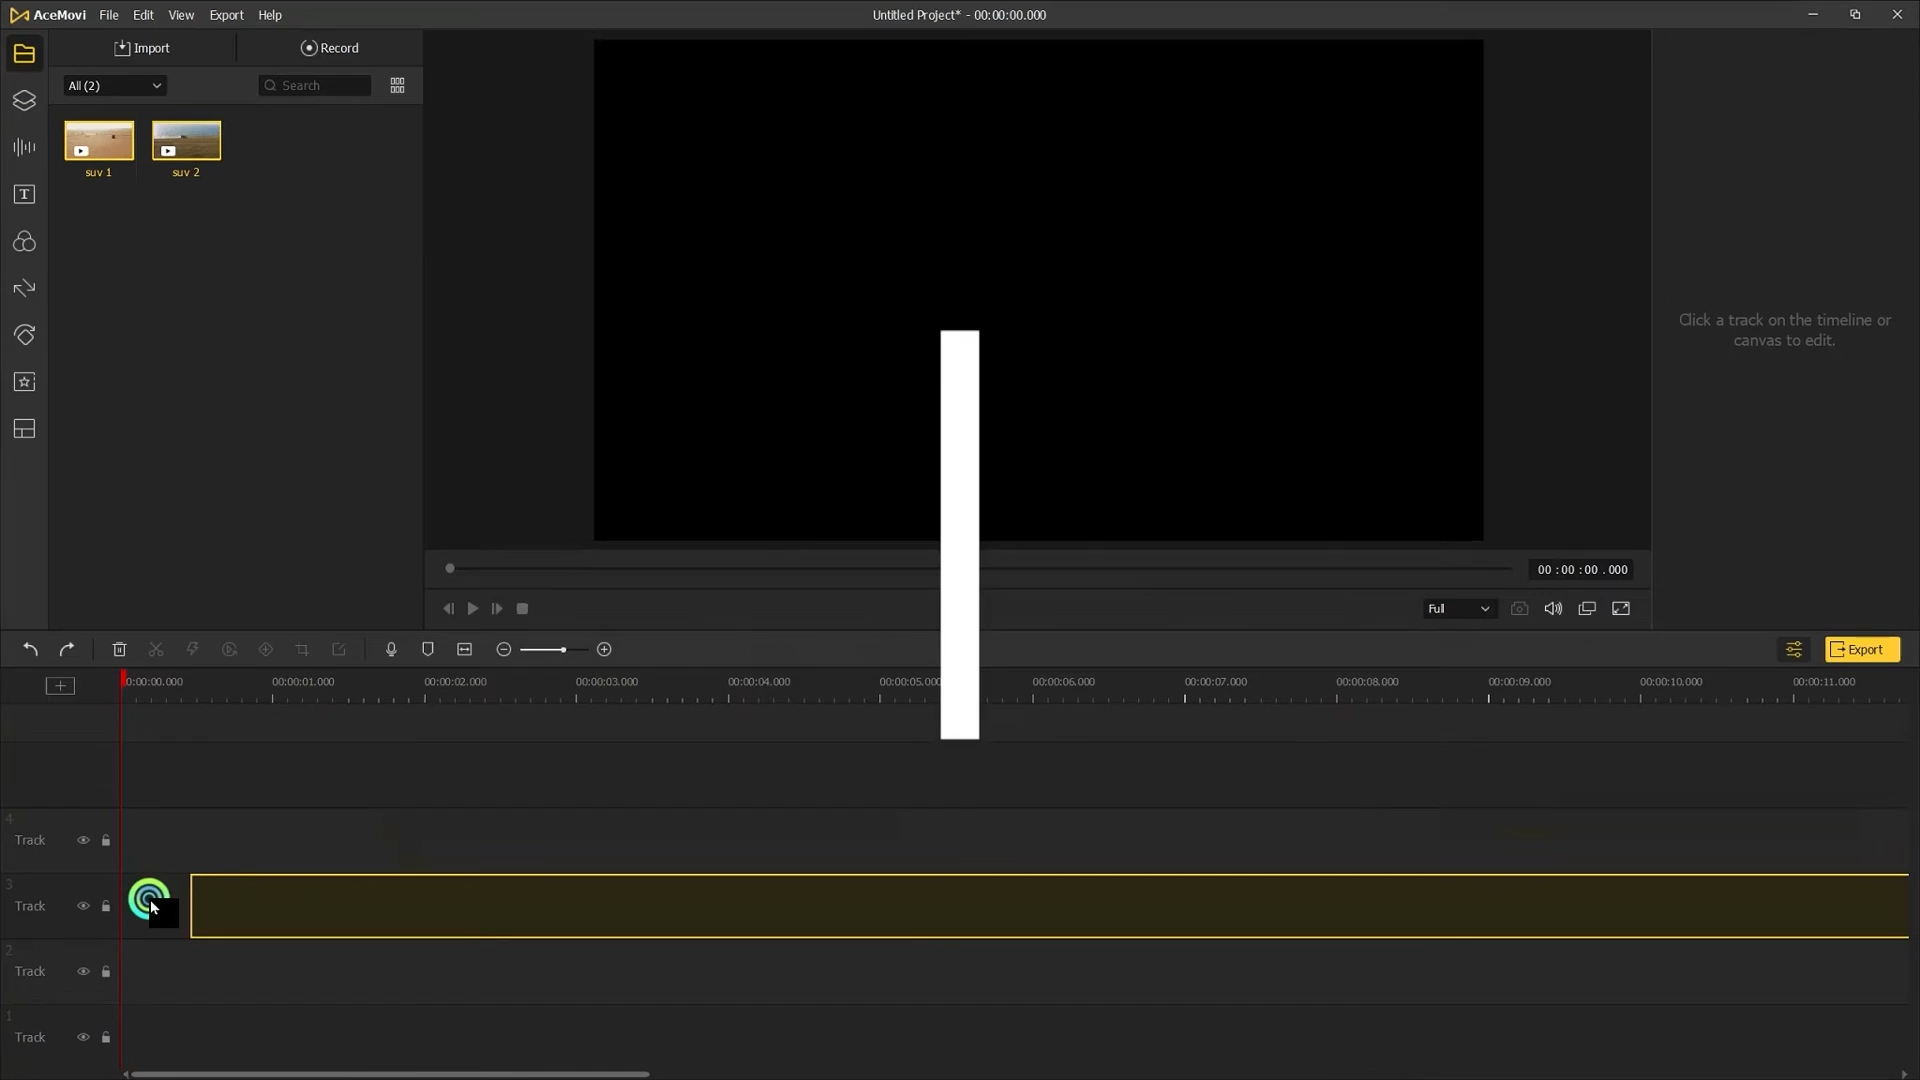 AceMovi File Edit View Export Help Untitled Project* - 00:00:00.000
Import Record
All (2) Search
suv 1 suv 2
Click a track on the timeline or
canvas to edit.
00:00:00.000
Full
Export
0:00:00.000 00:00:01.000 00:00:02.000 00:00:03.000 00:00:04.000 00:00:05.00 00:00:06.000 00:00:07.000 00:00:08.000 00:00:09.000 00:00:10.000 00:00:11.000
4
Track
3
Track
2
Track
1
Track